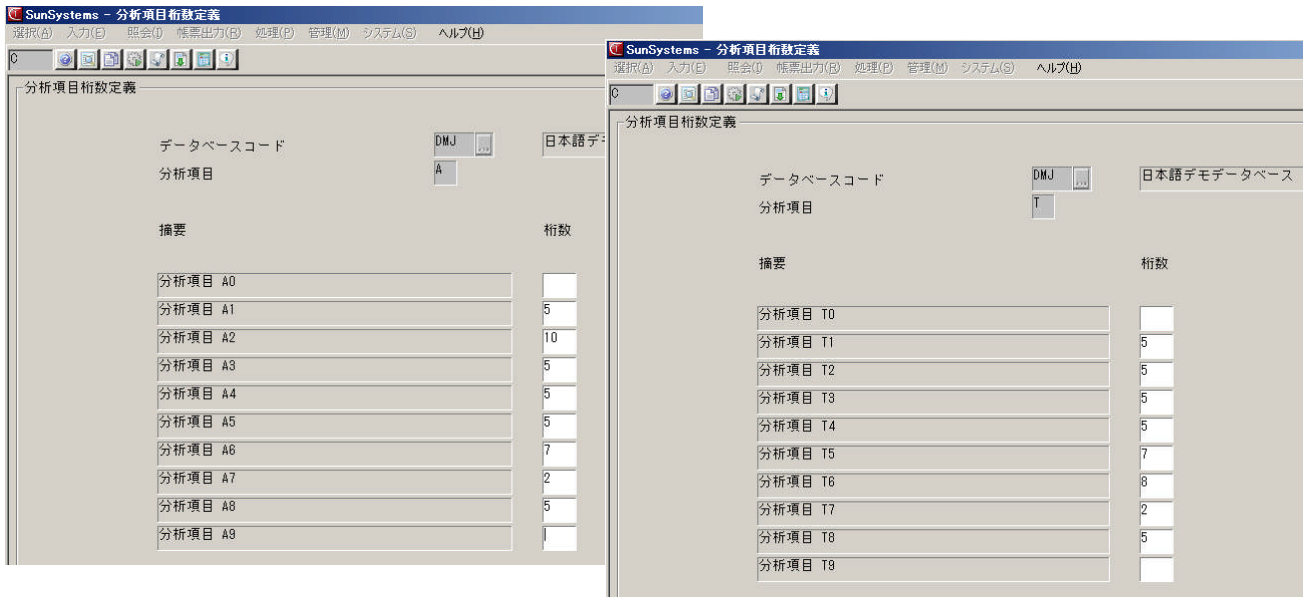 SunSystems - 分析項目桁数定義
選択(A) 入力(E) 照会(I) 帳票出力(R) 処理(P) 管理(M) システム(S) ヘルプ(H)
C
分析項目桁数定義
データベースコード DMJ ... 日本語デ
分析項目 A
摘要 桁数
分析項目 A0
分析項目 A1 5
分析項目 A2 10
分析項目 A3 5
分析項目 A4 5
分析項目 A5 5
分析項目 A6 7
分析項目 A7 2
分析項目 A8 5
分析項目 A9
SunSystems - 分析項目桁数定義
選択(A) 入力(E) 照会(I) 帳票出力(R) 処理(P) 管理(M) システム(S) ヘルプ(H)
C
分析項目桁数定義
データベースコード DMJ ... 日本語デモデータベース
分析項目 T
摘要 桁数
分析項目 T0
分析項目 T1 5
分析項目 T2 5
分析項目 T3 5
分析項目 T4 5
分析項目 T5 7
分析項目 T6 8
分析項目 T7 2
分析項目 T8 5
分析項目 T9